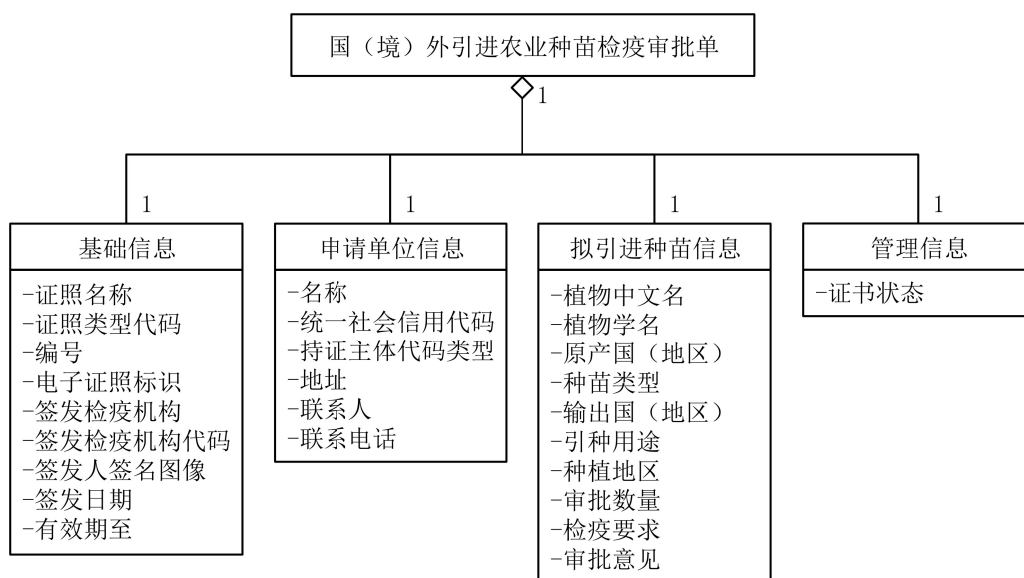 国（境）外引进农业种苗检疫审批单
1
1
1
1
1
基础信息
-证照名称
-证照类型代码
-编号
-电子证照标识
-签发检疫机构
-签发检疫机构代码
-签发人签名图像
-签发日期
-有效期至
申请单位信息
-名称
-统一社会信用代码
-持证主体代码类型
-地址
-联系人
-联系电话
拟引进种苗信息
-植物中文名
-植物学名
-原产国（地区）
-种苗类型
-输出国（地区）
-引种用途
-种植地区
-审批数量
-检疫要求
-审批意见
管理信息
-证书状态